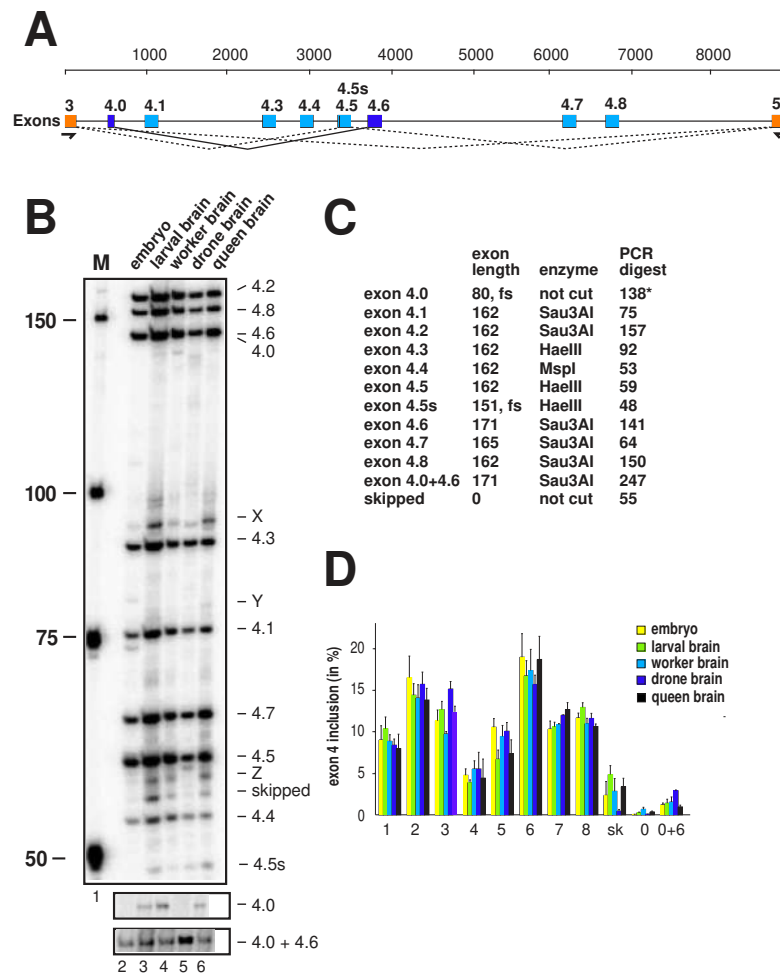 A
1000 2000 3000 4000 5000 6000 7000 8000
4.5s
3 4.0 4.1 4.3 4.4 4.5 4.6 4.7 4.8 5
Exons
B
embryo
larval brain
worker brain
drone brain
queen brain
M
4.2
150
4.8
4.6
4.0
100
X
4.3
Y
75
4.1
4.7
4.5
Z
skipped
4.4
50
4.5s
1
4.0
4.0 + 4.6
2 3 4 5 6
C
exon length enzyme PCR digest
exon 4.0 80, fs not cut 138*
exon 4.1 162 Sau3AI 75
exon 4.2 162 Sau3AI 157
exon 4.3 162 HaeIII 92
exon 4.4 162 MspI 53
exon 4.5 162 HaeIII 59
exon 4.5s 151, fs HaeIII 48
exon 4.6 171 Sau3AI 141
exon 4.7 165 Sau3AI 64
exon 4.8 162 Sau3AI 150
exon 4.0+4.6 171 Sau3AI 247
skipped 0 not cut 55
D
exon 4 inclusion (in %)
20
15
10
5
0
embryo
larval brain
worker brain
drone brain
queen brain
1 2 3 4 5 6 7 8 sk 0 0+6